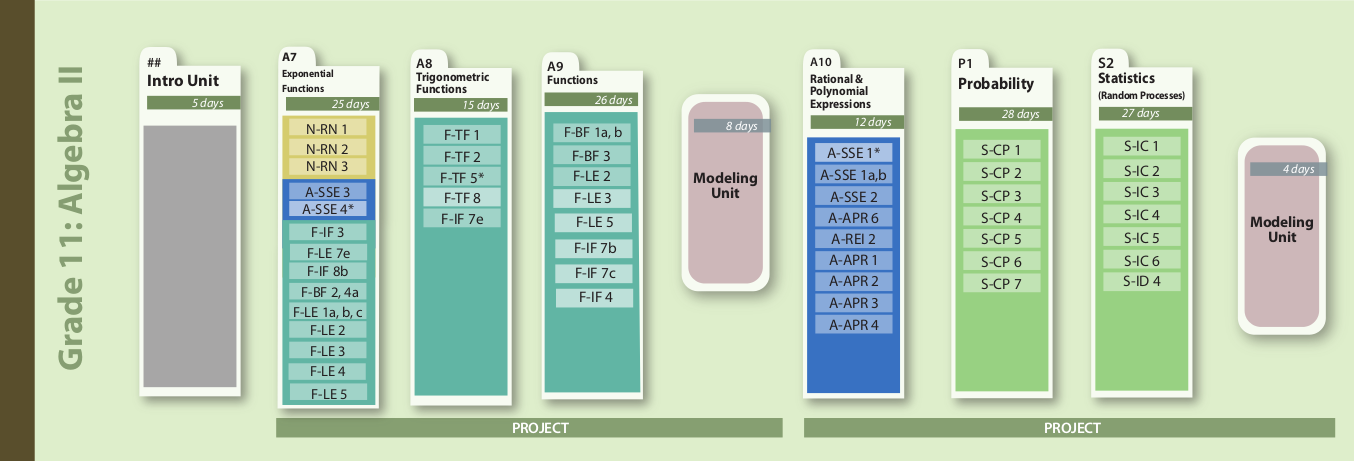 Grade 11: Algebra II
##
Intro Unit
5 days
A7
Exponential
Functions
25 days
N-RN 1
N-RN 2
N-RN 3
A-SSE 3
A-SSE 4*
F-IF 3
F-LE 7e
F-IF 8b
F-BF 2, 4a
F-LE 1a, b, c
F-LE 2
F-LE 3
F-LE 4
F-LE 5
A8
Trigonometric
Functions
15 days
F-TF 1
F-TF 2
F-TF 5*
F-TF 8
F-IF 7e
A9
Functions
26 days
F-BF 1a, b
F-BF 3
F-LE 2
F-LE 3
F-LE 5
F-IF 7b
F-IF 7c
F-IF 4
8 days
Modeling
Unit
A10
Rational &
Polynomial
Expressions
12 days
A-SSE 1*
A-SSE 1a,b
A-SSE 2
A-APR 6
A-REI 2
A-APR 1
A-APR 2
A-APR 3
A-APR 4
P1
Probability
28 days
S-CP 1
S-CP 2
S-CP 3
S-CP 4
S-CP 5
S-CP 6
S-CP 7
S2
Statistics
(Random Processes)
27 days
S-IC 1
S-IC 2
S-IC 3
S-IC 4
S-IC 5
S-IC 6
S-ID 4
4 days
Modeling
Unit
PROJECT
PROJECT